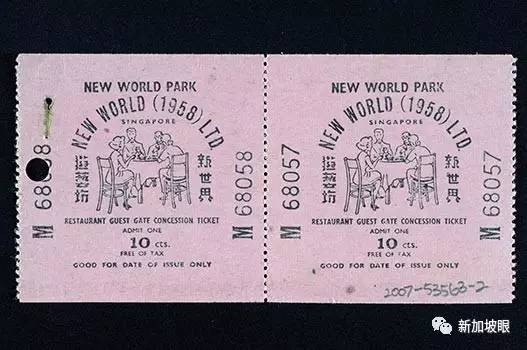 NEW WORLD PARK
NEW WORLD (1958) LTD
SINGAPORE
新世界
遊藝坊
RESTAURANT GUEST GATE CONCESSION TICKET
ADMIT ONE
10 cts.
FREE OF TAX
GOOD FOR DATE OF ISSUE ONLY
M 68058
M 68058
NEW WORLD PARK
NEW WORLD (1958) LTD
SINGAPORE
新世界
遊藝坊
RESTAURANT GUEST GATE CONCESSION TICKET
ADMIT ONE
10 cts.
FREE OF TAX
GOOD FOR DATE OF ISSUE ONLY
M 68057
M 68057
2007-53563-2
新加坡眼